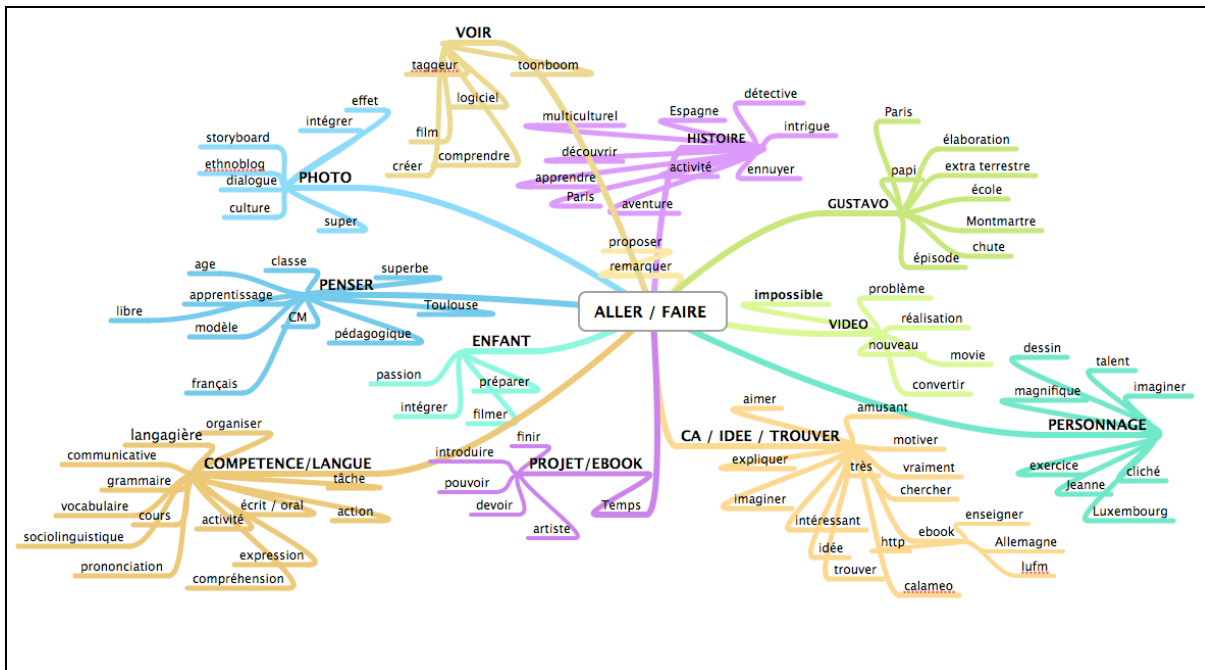 VOIR
taggeur
toonboom
logiciel
film
créer
comprendre
effet
intégrer
storyboard
ethnoblog
dialogue
culture
PHOTO
super
détective
Espagne
multiculturel
HISTOIRE
intrigue
découvrir
activité
ennuyer
apprendre
Paris
aventure
Paris
élaboration
papi
extra terrestre
école
GUSTAVO
Montmartre
chute
épisode
proposer
remarquer
ALLER / FAIRE
classe
age
superbe
PENSER
apprentissage
Toulouse
libre
CM
modèle
pédagogique
français
impossible
problème
VIDEO
réalisation
nouveau
movie
convertir
ENFANT
passion
préparer
intégrer
filmer
dessin
talent
imaginer
magnifique
PERSONNAGE
exercice
cliché
Jeanne
Luxembourg
organiser
langagière
communicative
COMPETENCE/LANGUE
grammaire
tâche
vocabulaire
cours
écrit / oral
activité
action
sociolinguistique
expression
prononciation
compréhension
finir
introduire
PROJET/EBOOK
pouvoir
devoir
Temps
artiste
aimer
amusant
CA / IDEE / TROUVER
motiver
expliquer
très
vraiment
chercher
imaginer
intéressant
enseigner
ebook
idée
http
Allemagne
trouver
Iufm
calameo